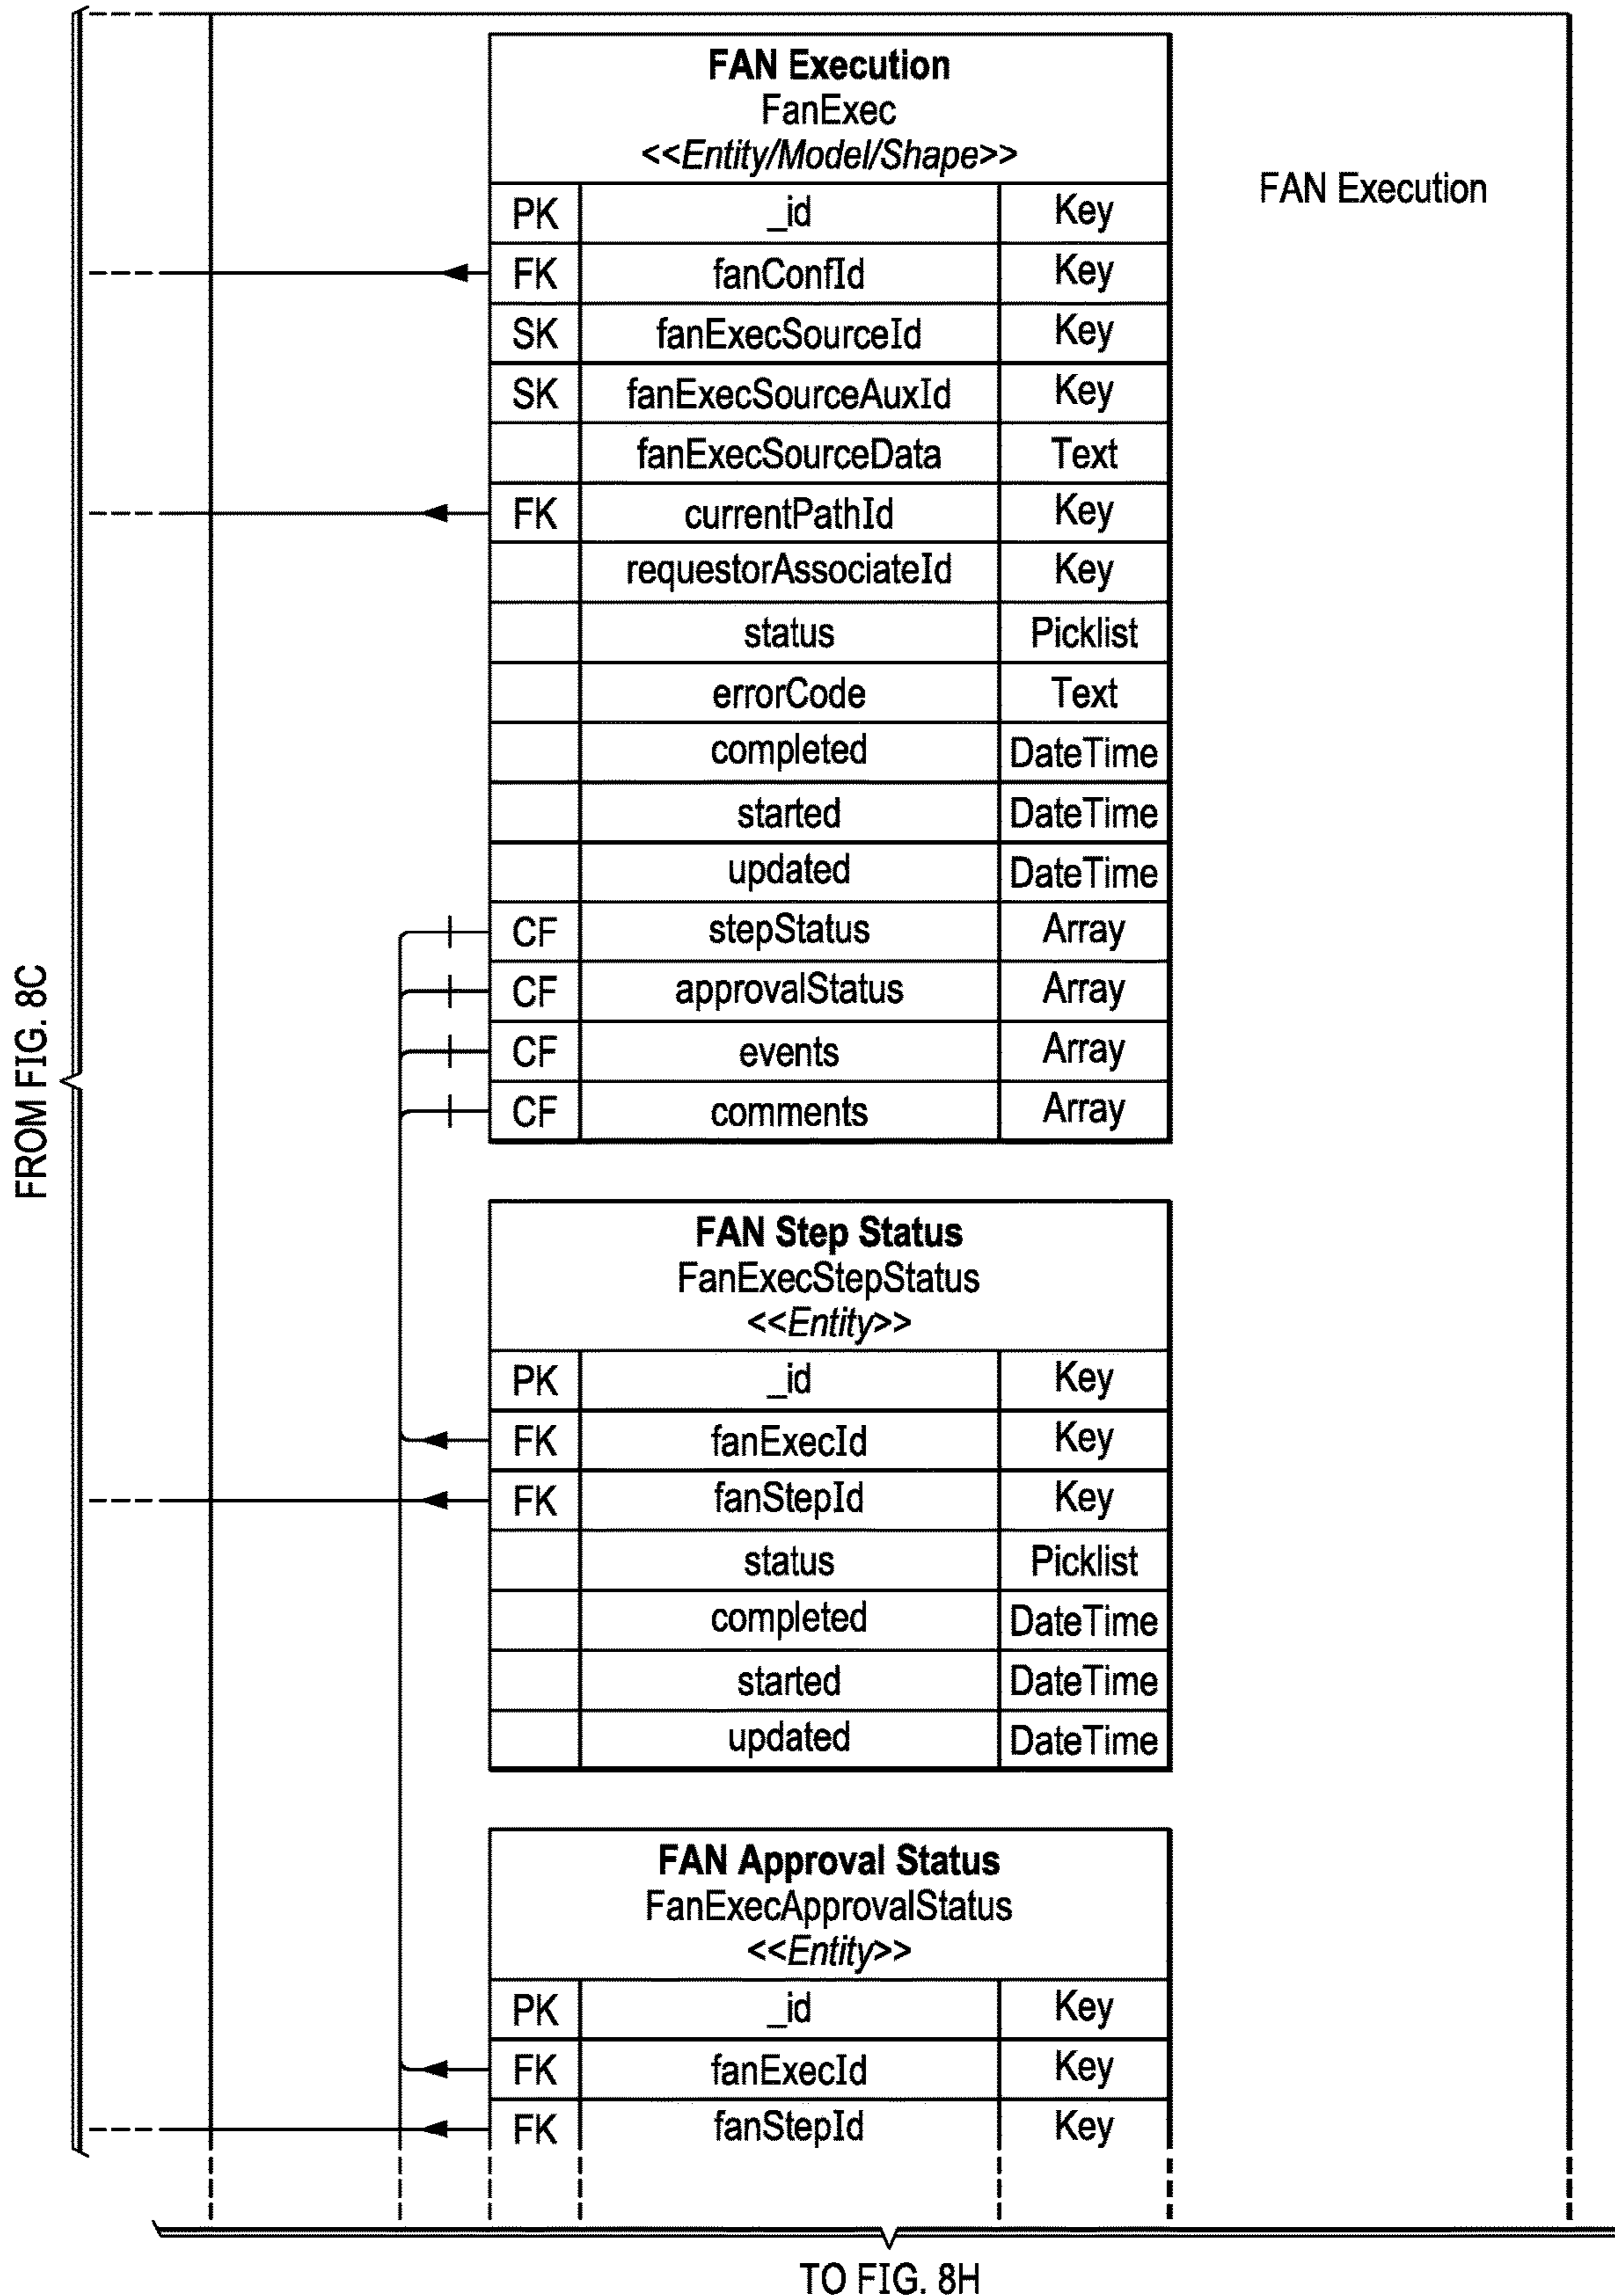 FROM FIG. 8C
FAN Execution
FanExec
<<Entity/Model/Shape>>
FAN Execution
PK _id Key
FK fanConfId Key
SK fanExecSourceId Key
SK fanExecSourceAuxId Key
fanExecSourceData Text
FK currentPathId Key
requestorAssociateId Key
status Picklist
errorCode Text
completed DateTime
started DateTime
updated DateTime
CF stepStatus Array
CF approvalStatus Array
CF events Array
CF comments Array
FAN Step Status
FanExecStepStatus
<<Entity>>
PK _id Key
FK fanExecId Key
FK fanStepId Key
status Picklist
completed DateTime
started DateTime
updated DateTime
FAN Approval Status
FanExecApprovalStatus
<<Entity>>
PK _id Key
FK fanExecId Key
FK fanStepId Key
TO FIG. 8H